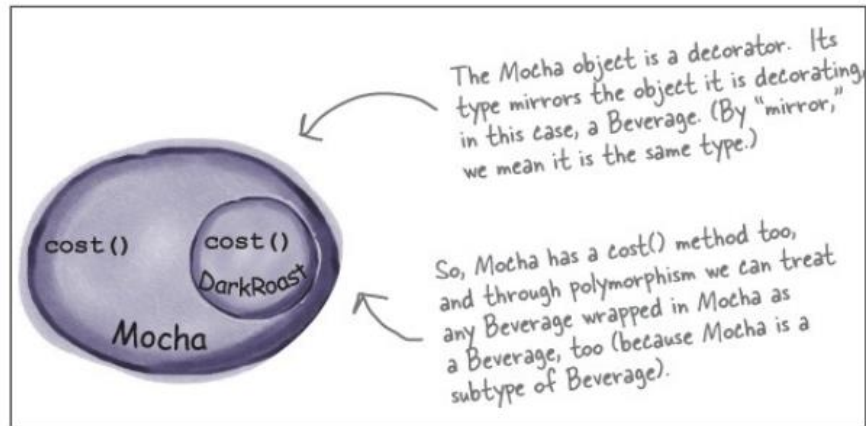 The Mocha object is a decorator. Its
type mirrors the object it is decorating,
in this case, a Beverage. (By “mirror,”
we mean it is the same type.)
cost()
cost()
DarkRoast
Mocha
So, Mocha has a cost() method too,
and through polymorphism we can treat
any Beverage wrapped in Mocha as
a Beverage, too (because Mocha is a
subtype of Beverage).